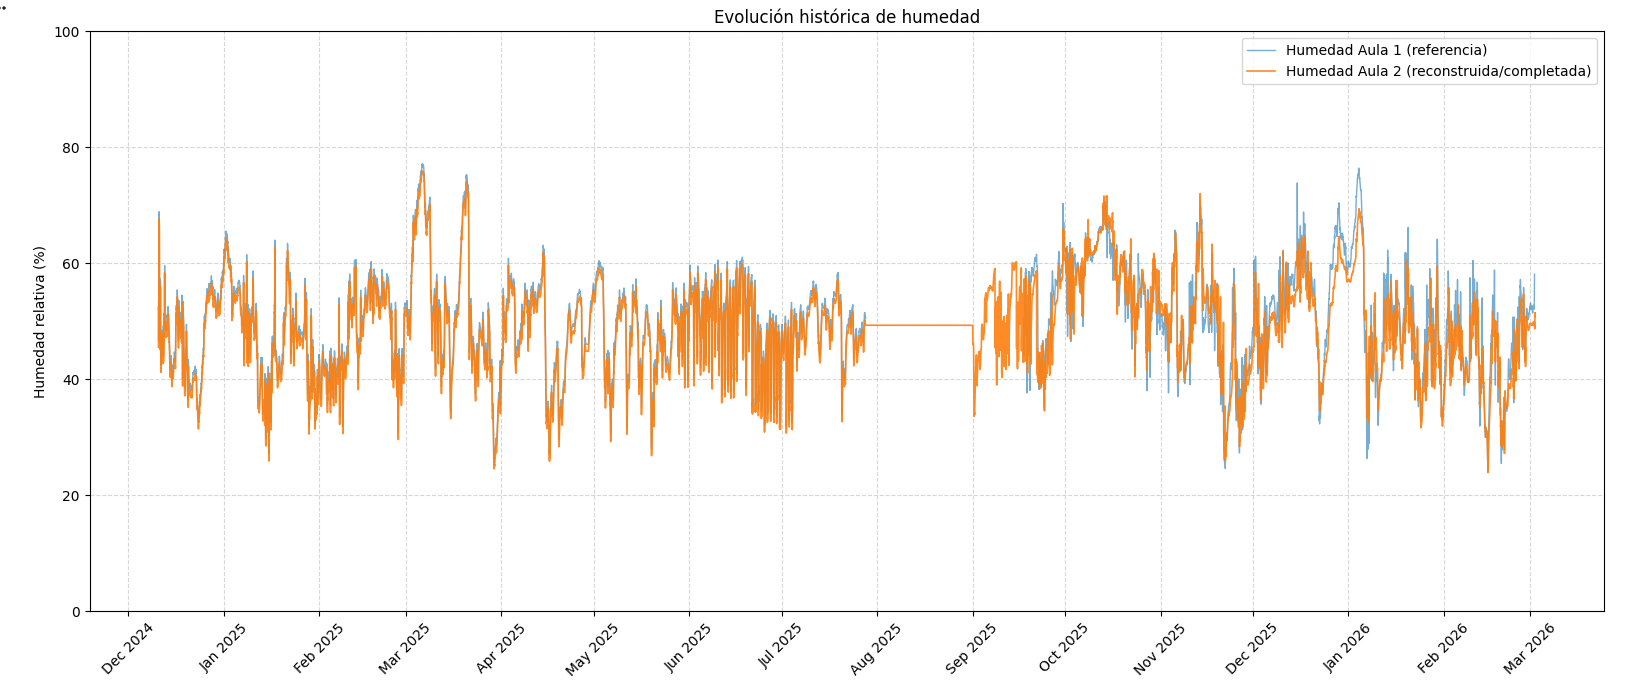 Evolución histórica de humedad
Humedad Aula 1 (referencia)
Humedad Aula 2 (reconstruida/completada)
Humedad relativa (%)
100
80
60
40
20
0
Dec 2024
Jan 2025
Feb 2025
Mar 2025
Apr 2025
May 2025
Jun 2025
Jul 2025
Aug 2025
Sep 2025
Oct 2025
Nov 2025
Dec 2025
Jan 2026
Feb 2026
Mar 2026